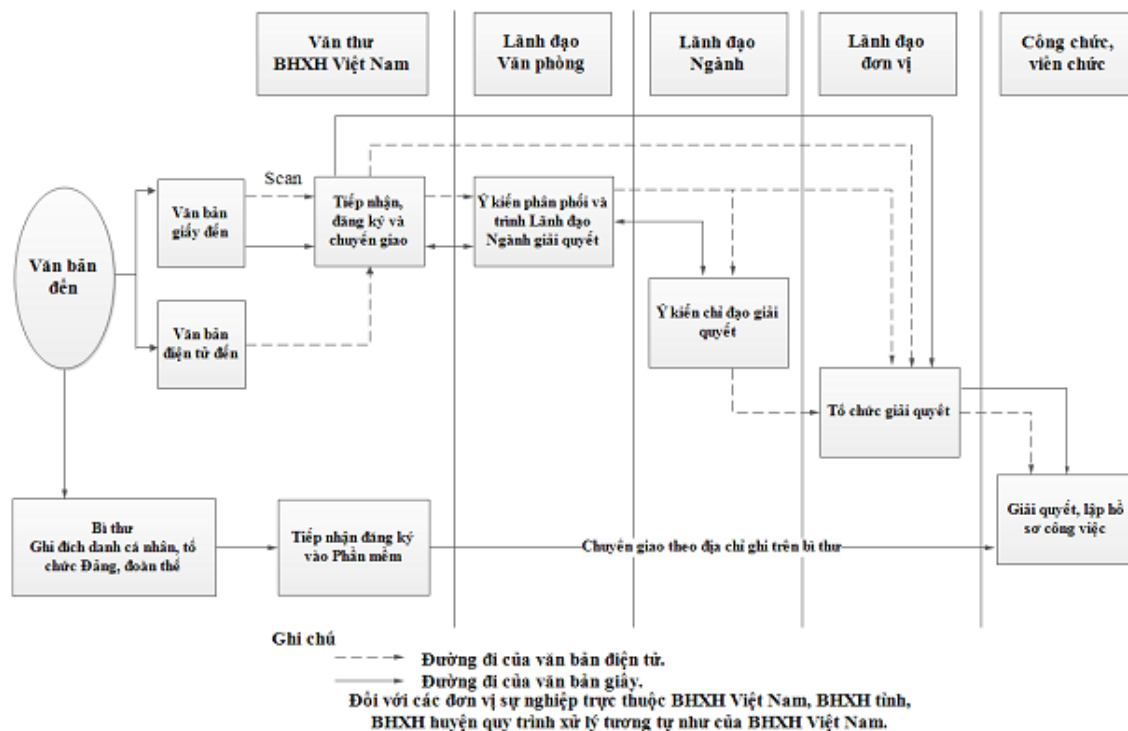 Văn thư
BHXH Việt Nam
Lãnh đạo
Văn phòng
Lãnh đạo
Ngành
Lãnh đạo
đơn vị
Công chức,
viên chức
Văn bản
đến
Văn bản
giấy đến
Scan
Tiếp nhận,
đăng ký và
chuyển giao
Ý kiến phân phối và
trình Lãnh đạo
Ngành giải quyết
Văn bản
điện tử đến
Ý kiến chỉ đạo giải
quyết
Tổ chức giải quyết
Bì thư
Ghi đích danh cá nhân, tổ
chức Đảng, đoàn thể
Tiếp nhận đăng ký
vào Phần mềm
Chuyển giao theo địa chỉ ghi trên bì thư
Giải quyết, lập hồ
sơ công việc
Ghi chú
Đường đi của văn bản điện tử.
Đường đi của văn bản giấy.
Đối với các đơn vị sự nghiệp trực thuộc BHXH Việt Nam, BHXH tỉnh,
BHXH huyện quy trình xử lý tương tự như của BHXH Việt Nam.